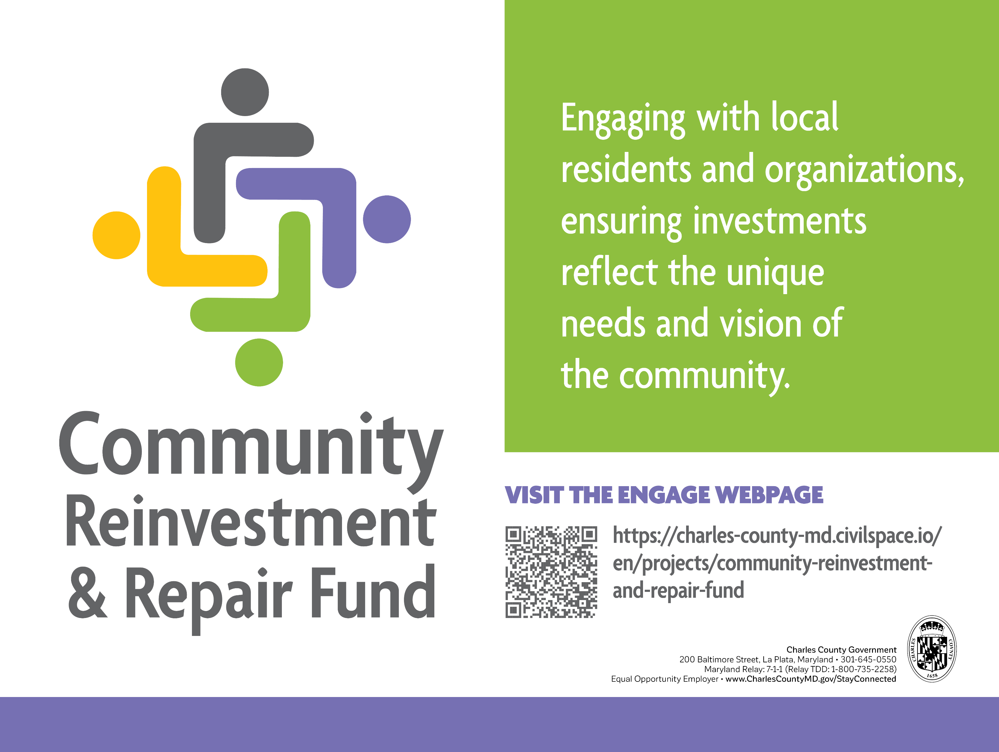 Community
Reinvestment
& Repair Fund
Engaging with local
residents and organizations,
ensuring investments
reflect the unique
needs and vision of
the community.
VISIT THE ENGAGE WEBPAGE
https://charles-county-md.civilspace.io/
en/projects/community-reinvestment-
and-repair-fund
Charles County Government
200 Baltimore Street, La Plata, Maryland • 301-645-0550
Maryland Relay: 7-1-1 (Relay TDD: 1-800-735-2258)
Equal Opportunity Employer • www.CharlesCountyMD.gov/StayConnected
CHARLES COUNTY
1658